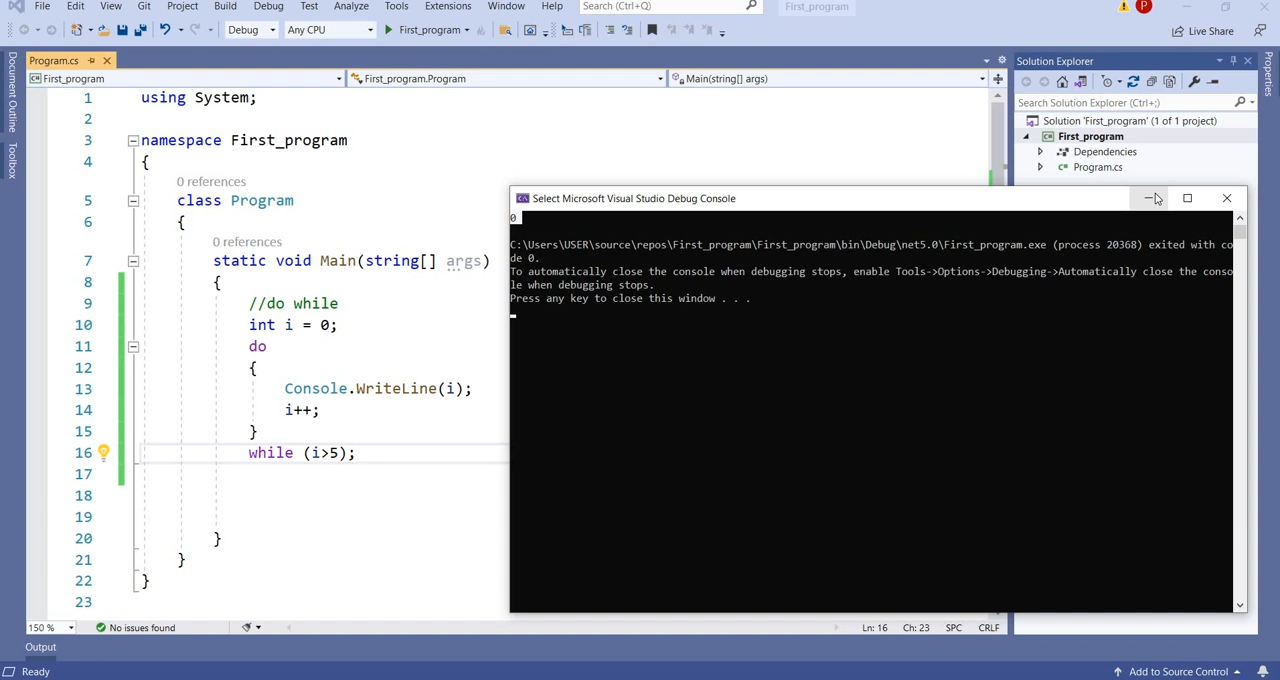 File Edit View Git Project Build Debug Test Analyze Tools Extensions Window Help Search (Ctrl+Q) First_program P
Debug Any CPU First_program Live Share
Program.cs
First_program First_program.Program Main(string[] args)
Document Outline
Toolbox
1 using System;
2
3 namespace First_program
4 {
0 references
5 class Program
6 {
0 references
7 static void Main(string[] args)
8 {
9 //do while
10 int i = 0;
11 do
12 {
13 Console.WriteLine(i);
14 i++;
15 }
16 while (i>5);
17
18
19
20 }
21 }
22 }
23
Select Microsoft Visual Studio Debug Console
0
C:\Users\USER\source\repos\First_program\First_program\bin\Debug\net5.0\First_program.exe (process 20368) exited with co
de 0.
To automatically close the console when debugging stops, enable Tools->Options->Debugging->Automatically close the conso
le when debugging stops.
Press any key to close this window . . .
Solution Explorer
Search Solution Explorer (Ctrl+;)
Solution 'First_program' (1 of 1 project)
First_program
Dependencies
C# Program.cs
Properties
150 % No issues found Ln: 16 Ch: 23 SPC CRLF
Output
Ready Add to Source Control